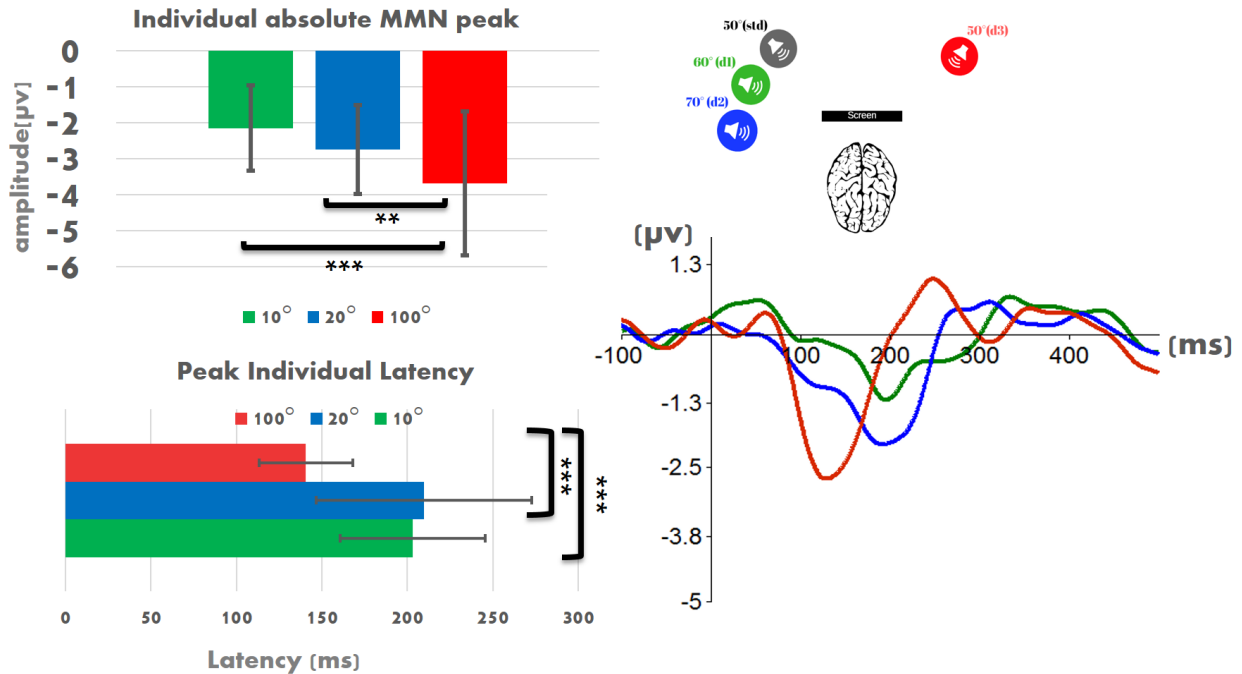 Individual absolute MMN peak
amplitude[µv]
0
-1
-2
-3
-4
-5
-6
**
***
10° 20° 100°
Peak Individual Latency
100° 20° 10°
***
***
0 50 100 150 200 250 300
Latency (ms)
50°(std)
60°(d1)
70°(d2)
50°(d3)
Screen
(µv)
1.3
-100 100 200 300 400 (ms)
-1.3
-2.5
-3.8
-5